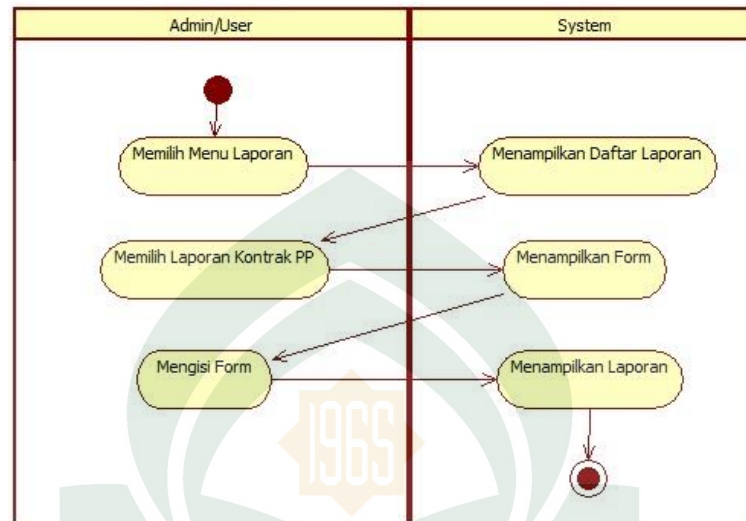 Admin/User
System
Memilih Menu Laporan
Menampilkan Daftar Laporan
Memilih Laporan Kontrak PP
Menampilkan Form
Mengisi Form
Menampilkan Laporan
1965